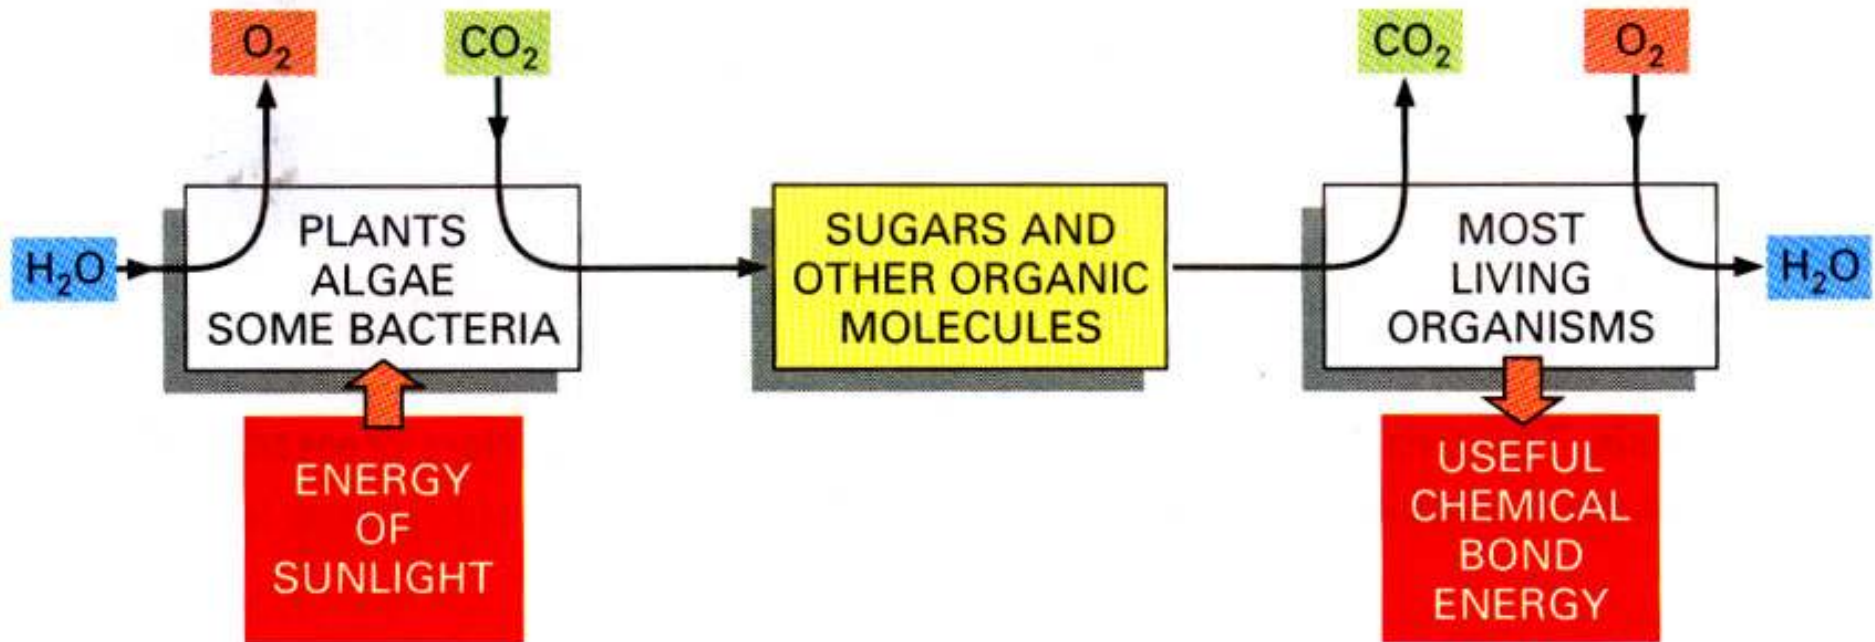 O₂
CO₂
CO₂
O₂
H₂O
PLANTS
ALGAE
SOME BACTERIA
SUGARS AND
OTHER ORGANIC
MOLECULES
MOST
LIVING
ORGANISMS
H₂O
ENERGY
OF
SUNLIGHT
USEFUL
CHEMICAL
BOND
ENERGY